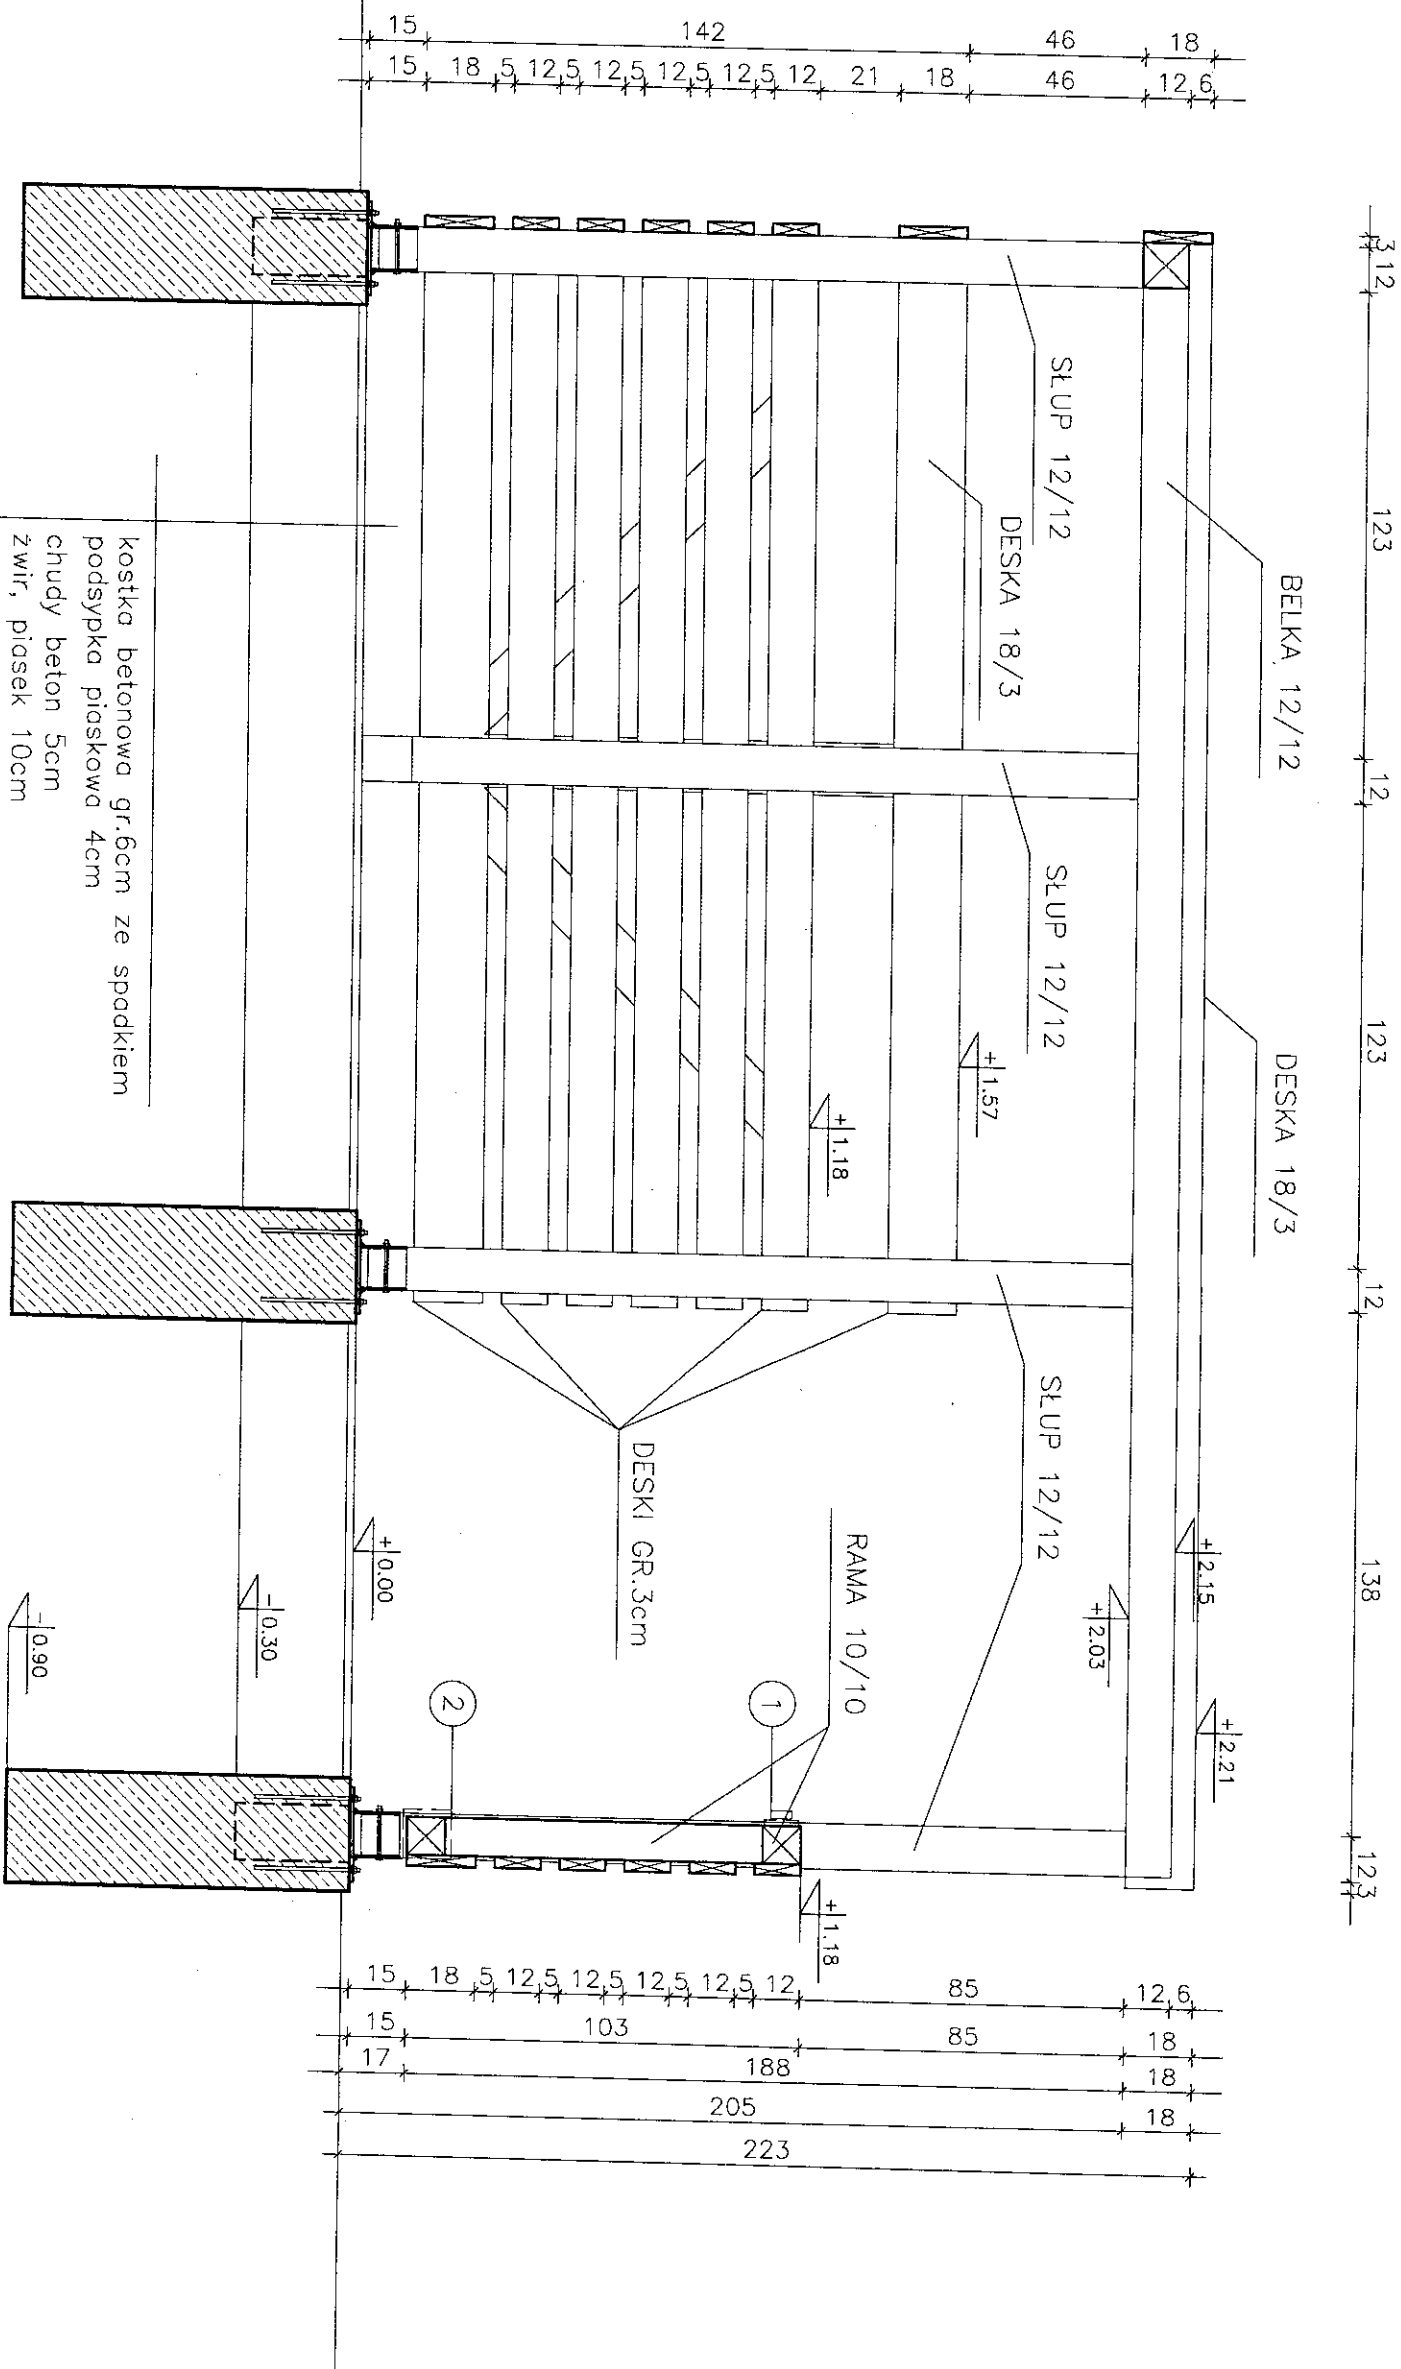 3 12 123 12 123 12 138 12 3
BELKA 12/12
DESKA 18/3
SŁUP 12/12
SŁUP 12/12
SŁUP 12/12
DESKA 18/3
+2.15
+2.21
+2.03
+1.57
+1.18
+1.18
RAMA 10/10
DESKI GR.3cm
1
2
+0.00
-0.30
-0.90
kostka betonowa gr.6cm ze spadkiem
podsypka piaskowa 4cm
chudy beton 5cm
żwir, piasek 10cm
15 142 46 18
15 18 5 12 5 12 5 12 5 12 5 12 21 18 46 12 6
15 18 5 12 5 12 5 12 5 12 5 12 85 12 6
15 103 85 18
17 188 18
205 18
223